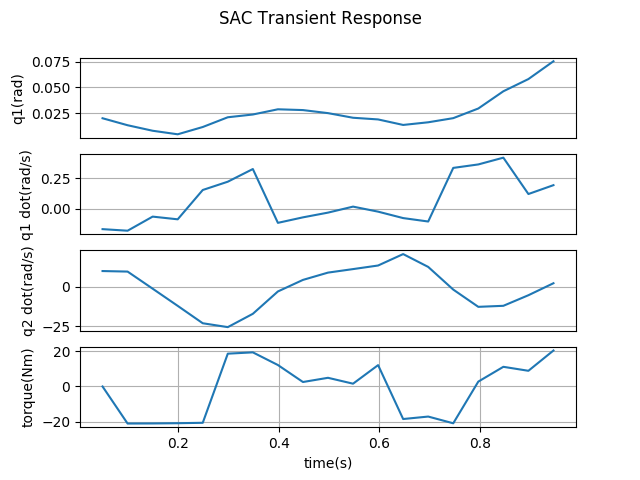 SAC Transient Response
0.075
0.050
0.025
q1(rad)
0.25
0.00
q1 dot(rad/s)
0
−25
q2 dot(rad/s)
20
0
−20
torque(Nm)
0.2 0.4 0.6 0.8
time(s)